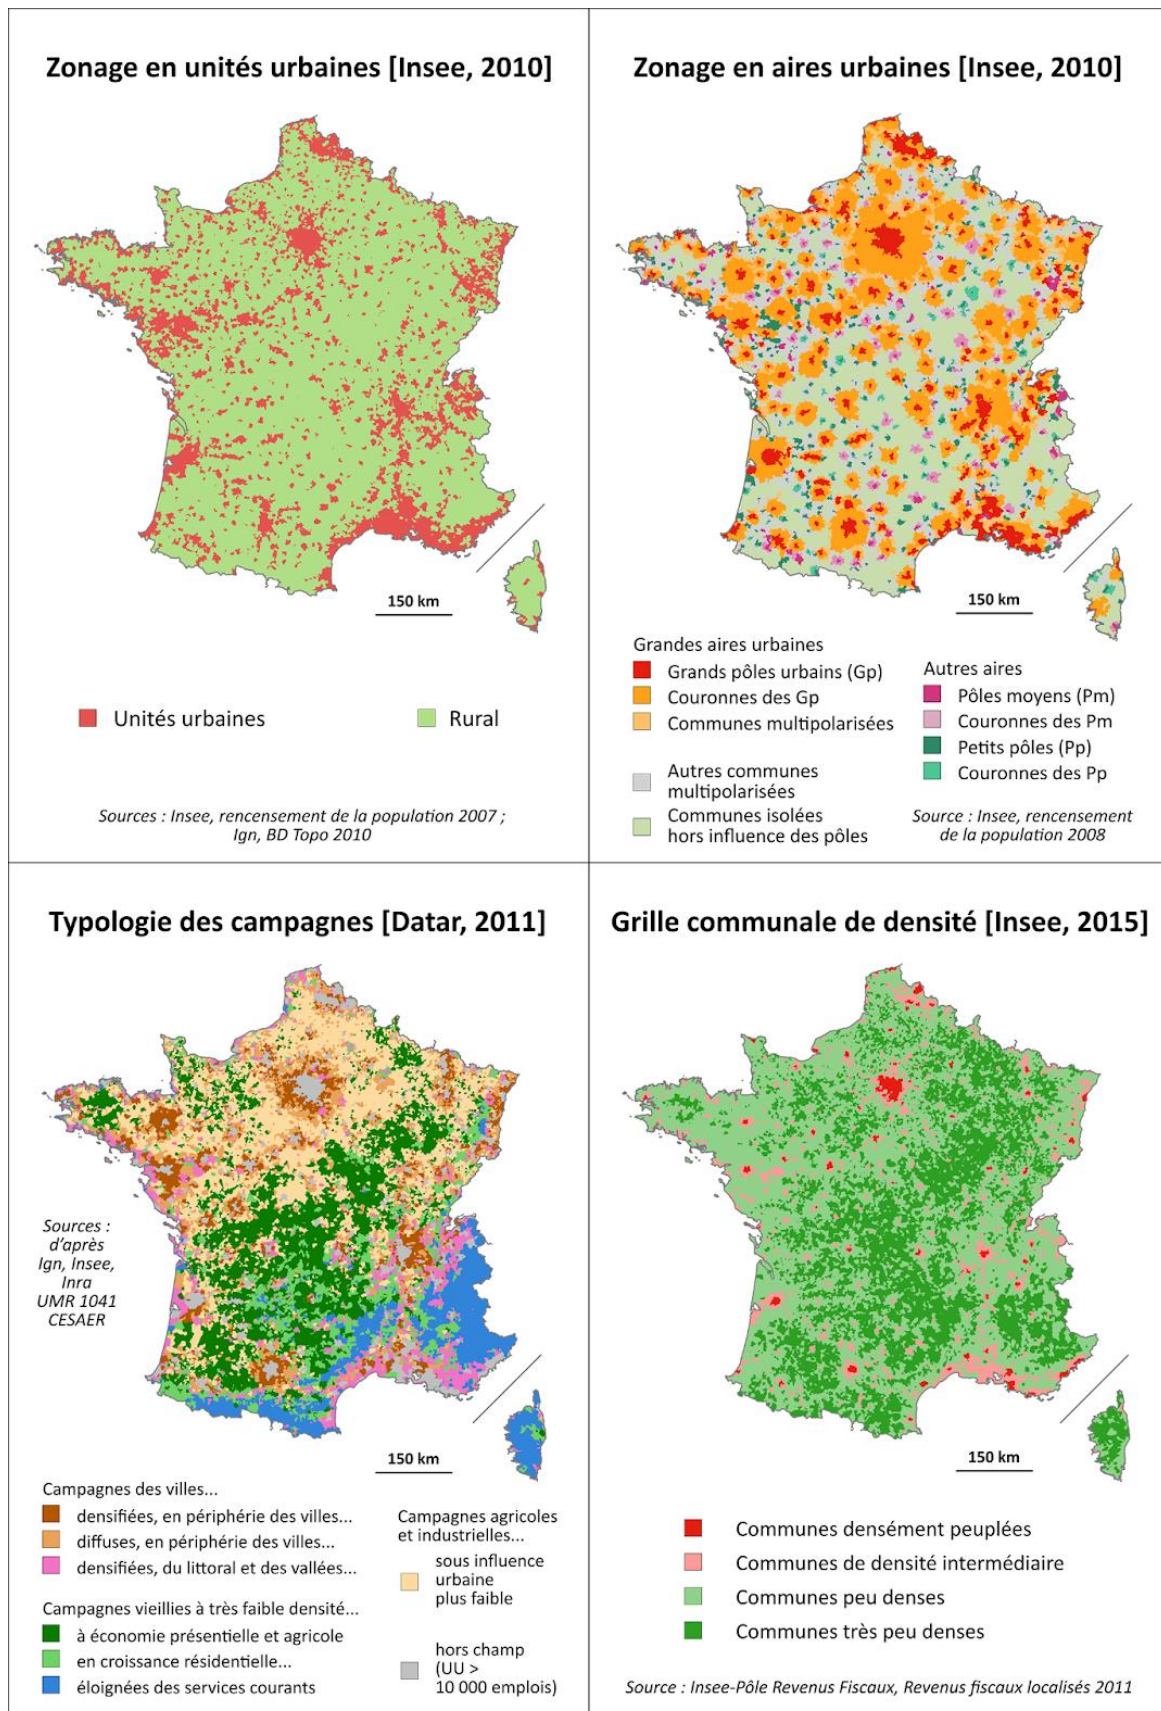 Zonage en unités urbaines [Insee, 2010]
150 km
Unités urbaines
Rural
Sources : Insee, rencensement de la population 2007 ;
Ign, BD Topo 2010
Zonage en aires urbaines [Insee, 2010]
150 km
Grandes aires urbaines
Grands pôles urbains (Gp)
Couronnes des Gp
Communes multipolarisées
Autres communes
multipolarisées
Communes isolées
hors influence des pôles
Autres aires
Pôles moyens (Pm)
Couronnes des Pm
Petits pôles (Pp)
Couronnes des Pp
Source : Insee, rencensement
de la population 2008
Typologie des campagnes [Datar, 2011]
Sources :
d'après
Ign, Insee,
Inra
UMR 1041
CESAER
150 km
Campagnes des villes...
densifiées, en périphérie des villes...
diffuses, en périphérie des villes...
densifiées, du littoral et des vallées...
Campagnes vieillies à très faible densité...
à économie présentielle et agricole
en croissance résidentielle...
éloignées des services courants
Campagnes agricoles
et industrielles...
sous influence
urbaine
plus faible
hors champ
(UU >
10 000 emplois)
Grille communale de densité [Insee, 2015]
150 km
Communes densément peuplées
Communes de densité intermédiaire
Communes peu denses
Communes très peu denses
Source : Insee-Pôle Revenus Fiscaux, Revenus fiscaux localisés 2011